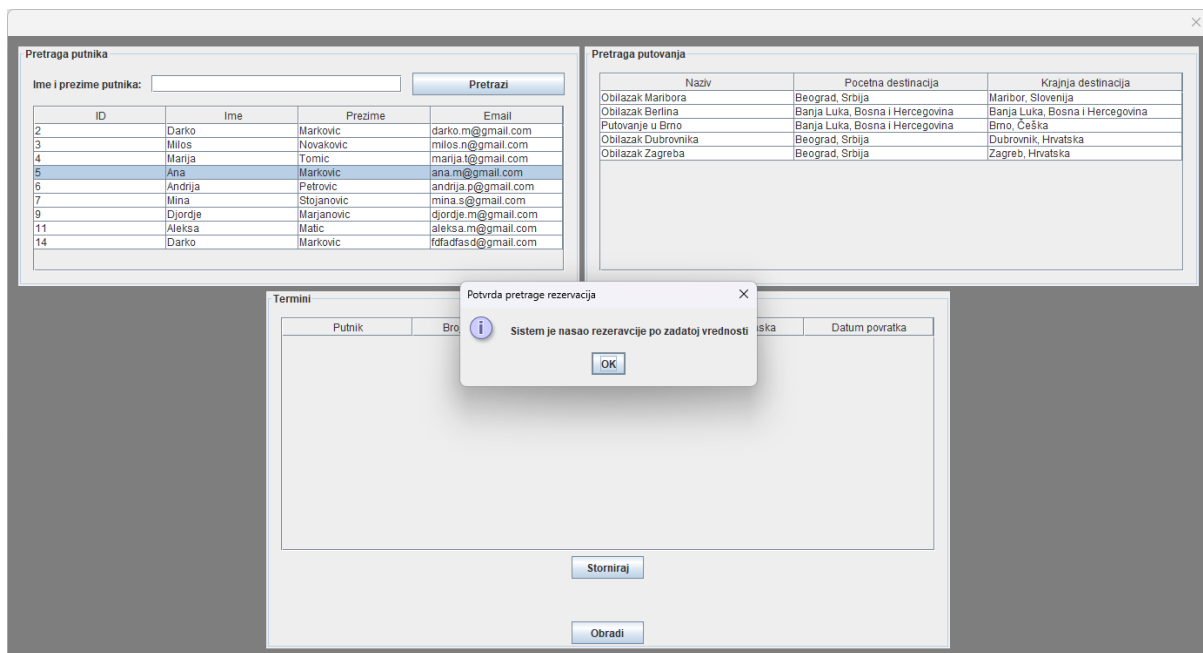 Pretraga putnika
Ime i prezime putnika: Pretrazi
ID Ime Prezime Email
2 Darko Markovic darko.m@gmail.com
3 Milos Novakovic milos.n@gmail.com
4 Marija Tomic marija.t@gmail.com
5 Ana Markovic ana.m@gmail.com
6 Andrija Petrovic andrija.p@gmail.com
7 Mina Stojanovic mina.s@gmail.com
9 Djordje Marjanovic djordje.m@gmail.com
11 Aleksa Matic aleksa.m@gmail.com
14 Darko Markovic fdfadfasd@gmail.com
Pretraga putovanja
Naziv Pocetna destinacija Krajnja destinacija
Obilazak Maribora Beograd, Srbija Maribor, Slovenija
Obilazak Berlina Banja Luka, Bosna i Hercegovina Banja Luka, Bosna i Hercegovina
Putovanje u Brno Banja Luka, Bosna i Hercegovina Brno, Češka
Obilazak Dubrovnika Beograd, Srbija Dubrovnik, Hrvatska
Obilazak Zagreba Beograd, Srbija Zagreb, Hrvatska
Termini
Putnik Datum povratka
Potvrda pretrage rezervacija
Sistem je nasao rezeravcije po zadatoj vrednosti
OK
Storniraj
Obradi